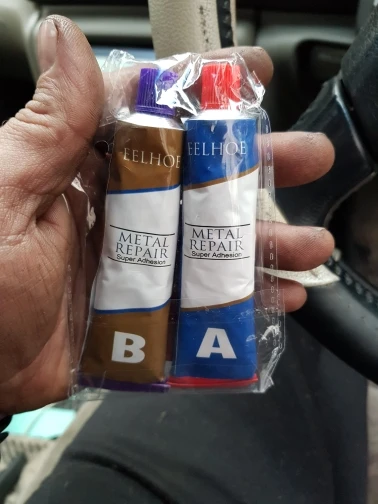 EELHOE
METAL
REPAIR
Super Adhesion
B
EELHOE
METAL
REPAIR
Super Adhesion
A